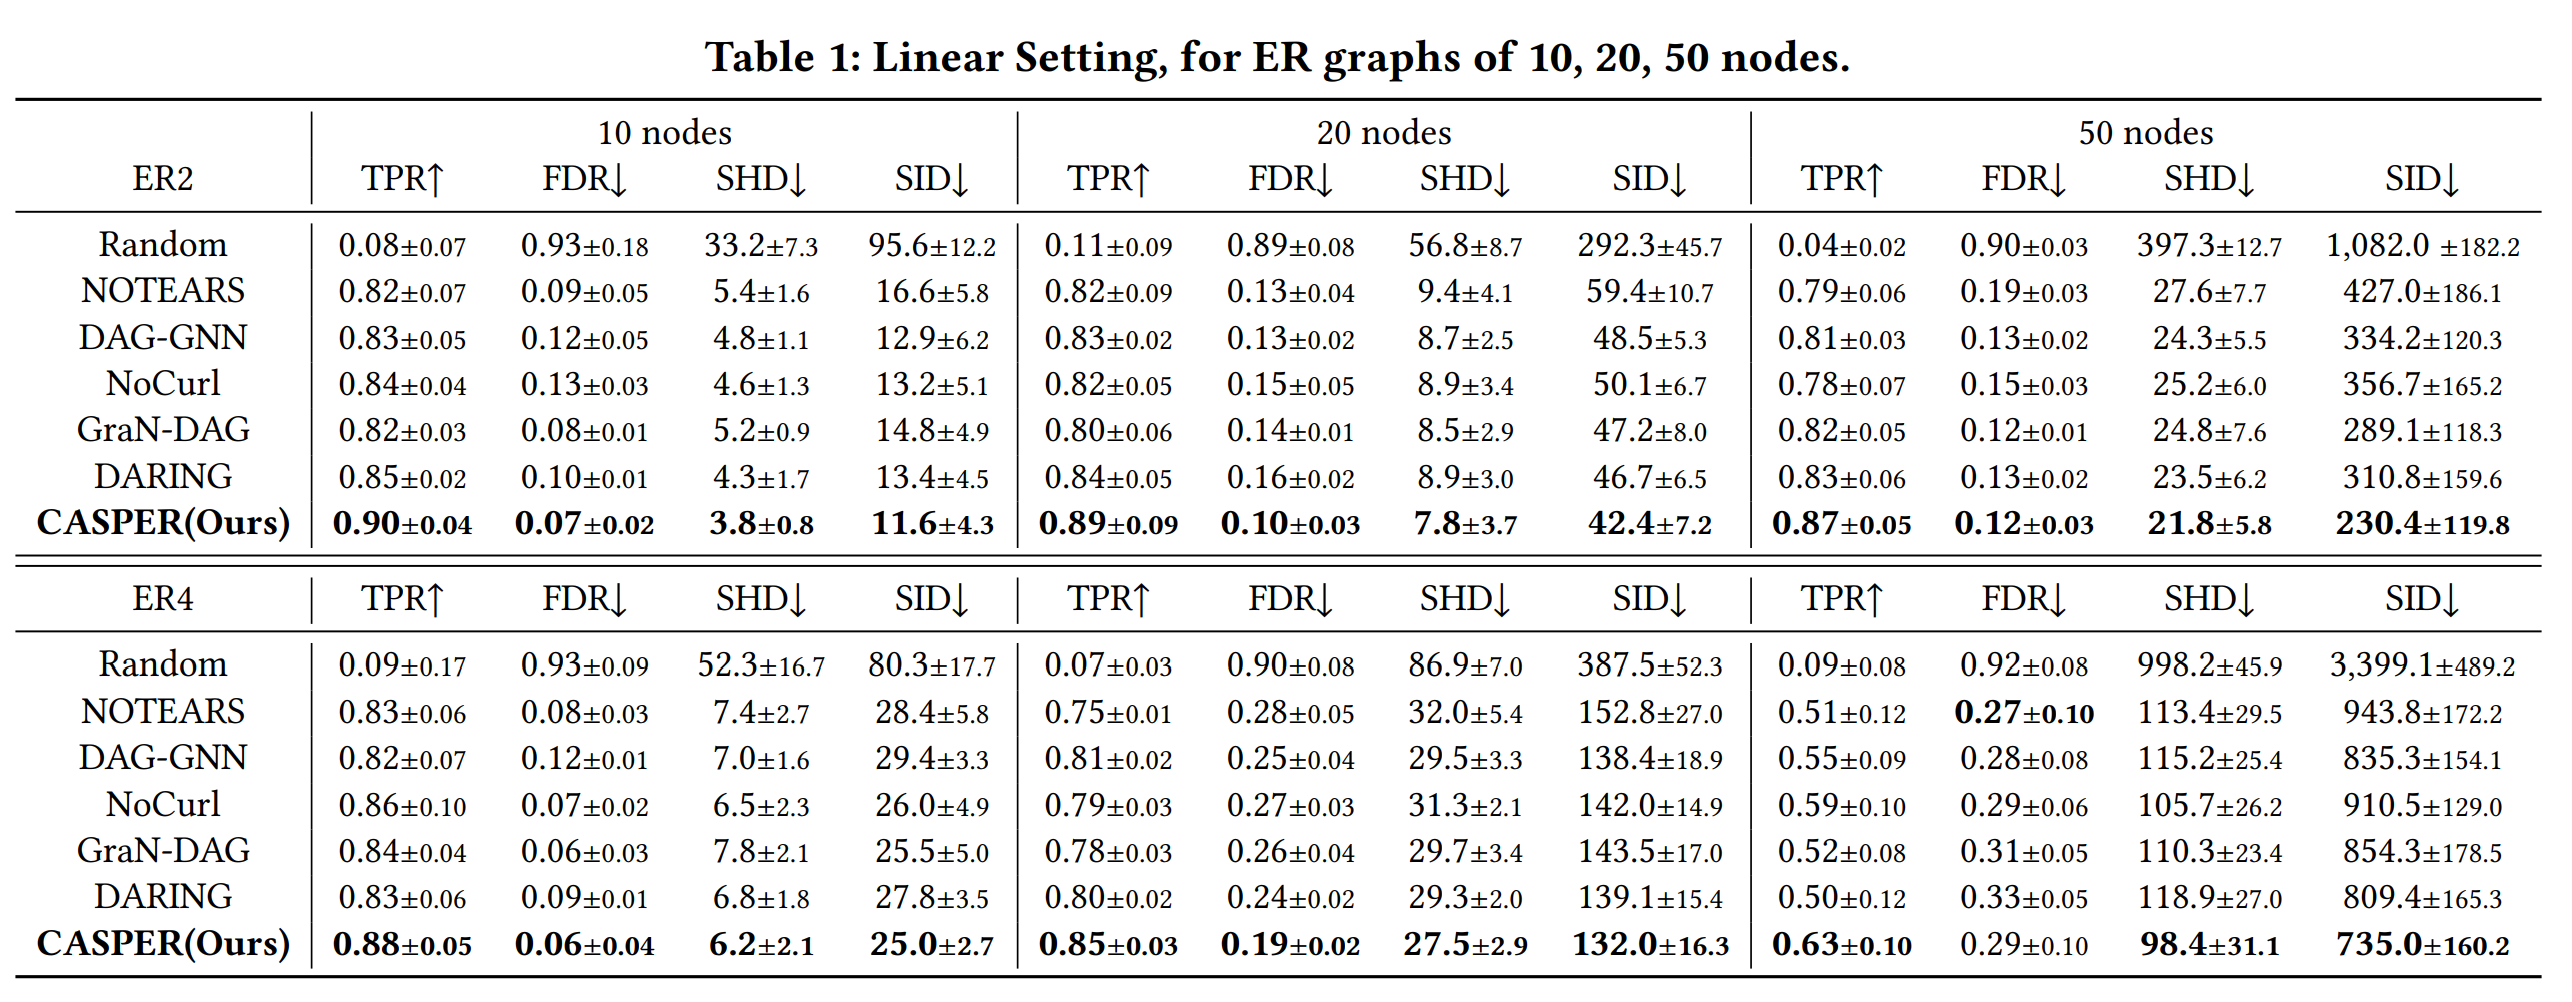 Table 1: Linear Setting, for ER graphs of 10, 20, 50 nodes.
10 nodes 20 nodes 50 nodes
ER2 TPR↑ FDR↓ SHD↓ SID↓ TPR↑ FDR↓ SHD↓ SID↓ TPR↑ FDR↓ SHD↓ SID↓
Random 0.08±0.07 0.93±0.18 33.2±7.3 95.6±12.2 0.11±0.09 0.89±0.08 56.8±8.7 292.3±45.7 0.04±0.02 0.90±0.03 397.3±12.7 1,082.0 ±182.2
NOTEARS 0.82±0.07 0.09±0.05 5.4±1.6 16.6±5.8 0.82±0.09 0.13±0.04 9.4±4.1 59.4±10.7 0.79±0.06 0.19±0.03 27.6±7.7 427.0±186.1
DAG-GNN 0.83±0.05 0.12±0.05 4.8±1.1 12.9±6.2 0.83±0.02 0.13±0.02 8.7±2.5 48.5±5.3 0.81±0.03 0.13±0.02 24.3±5.5 334.2±120.3
NoCurl 0.84±0.04 0.13±0.03 4.6±1.3 13.2±5.1 0.82±0.05 0.15±0.05 8.9±3.4 50.1±6.7 0.78±0.07 0.15±0.03 25.2±6.0 356.7±165.2
GraN-DAG 0.82±0.03 0.08±0.01 5.2±0.9 14.8±4.9 0.80±0.06 0.14±0.01 8.5±2.9 47.2±8.0 0.82±0.05 0.12±0.01 24.8±7.6 289.1±118.3
DARING 0.85±0.02 0.10±0.01 4.3±1.7 13.4±4.5 0.84±0.05 0.16±0.02 8.9±3.0 46.7±6.5 0.83±0.06 0.13±0.02 23.5±6.2 310.8±159.6
CASPER(Ours) 0.90±0.04 0.07±0.02 3.8±0.8 11.6±4.3 0.89±0.09 0.10±0.03 7.8±3.7 42.4±7.2 0.87±0.05 0.12±0.03 21.8±5.8 230.4±119.8
ER4 TPR↑ FDR↓ SHD↓ SID↓ TPR↑ FDR↓ SHD↓ SID↓ TPR↑ FDR↓ SHD↓ SID↓
Random 0.09±0.17 0.93±0.09 52.3±16.7 80.3±17.7 0.07±0.03 0.90±0.08 86.9±7.0 387.5±52.3 0.09±0.08 0.92±0.08 998.2±45.9 3,399.1±489.2
NOTEARS 0.83±0.06 0.08±0.03 7.4±2.7 28.4±5.8 0.75±0.01 0.28±0.05 32.0±5.4 152.8±27.0 0.51±0.12 0.27±0.10 113.4±29.5 943.8±172.2
DAG-GNN 0.82±0.07 0.12±0.01 7.0±1.6 29.4±3.3 0.81±0.02 0.25±0.04 29.5±3.3 138.4±18.9 0.55±0.09 0.28±0.08 115.2±25.4 835.3±154.1
NoCurl 0.86±0.10 0.07±0.02 6.5±2.3 26.0±4.9 0.79±0.03 0.27±0.03 31.3±2.1 142.0±14.9 0.59±0.10 0.29±0.06 105.7±26.2 910.5±129.0
GraN-DAG 0.84±0.04 0.06±0.03 7.8±2.1 25.5±5.0 0.78±0.03 0.26±0.04 29.7±3.4 143.5±17.0 0.52±0.08 0.31±0.05 110.3±23.4 854.3±178.5
DARING 0.83±0.06 0.09±0.01 6.8±1.8 27.8±3.5 0.80±0.02 0.24±0.02 29.3±2.0 139.1±15.4 0.50±0.12 0.33±0.05 118.9±27.0 809.4±165.3
CASPER(Ours) 0.88±0.05 0.06±0.04 6.2±2.1 25.0±2.7 0.85±0.03 0.19±0.02 27.5±2.9 132.0±16.3 0.63±0.10 0.29±0.10 98.4±31.1 735.0±160.2